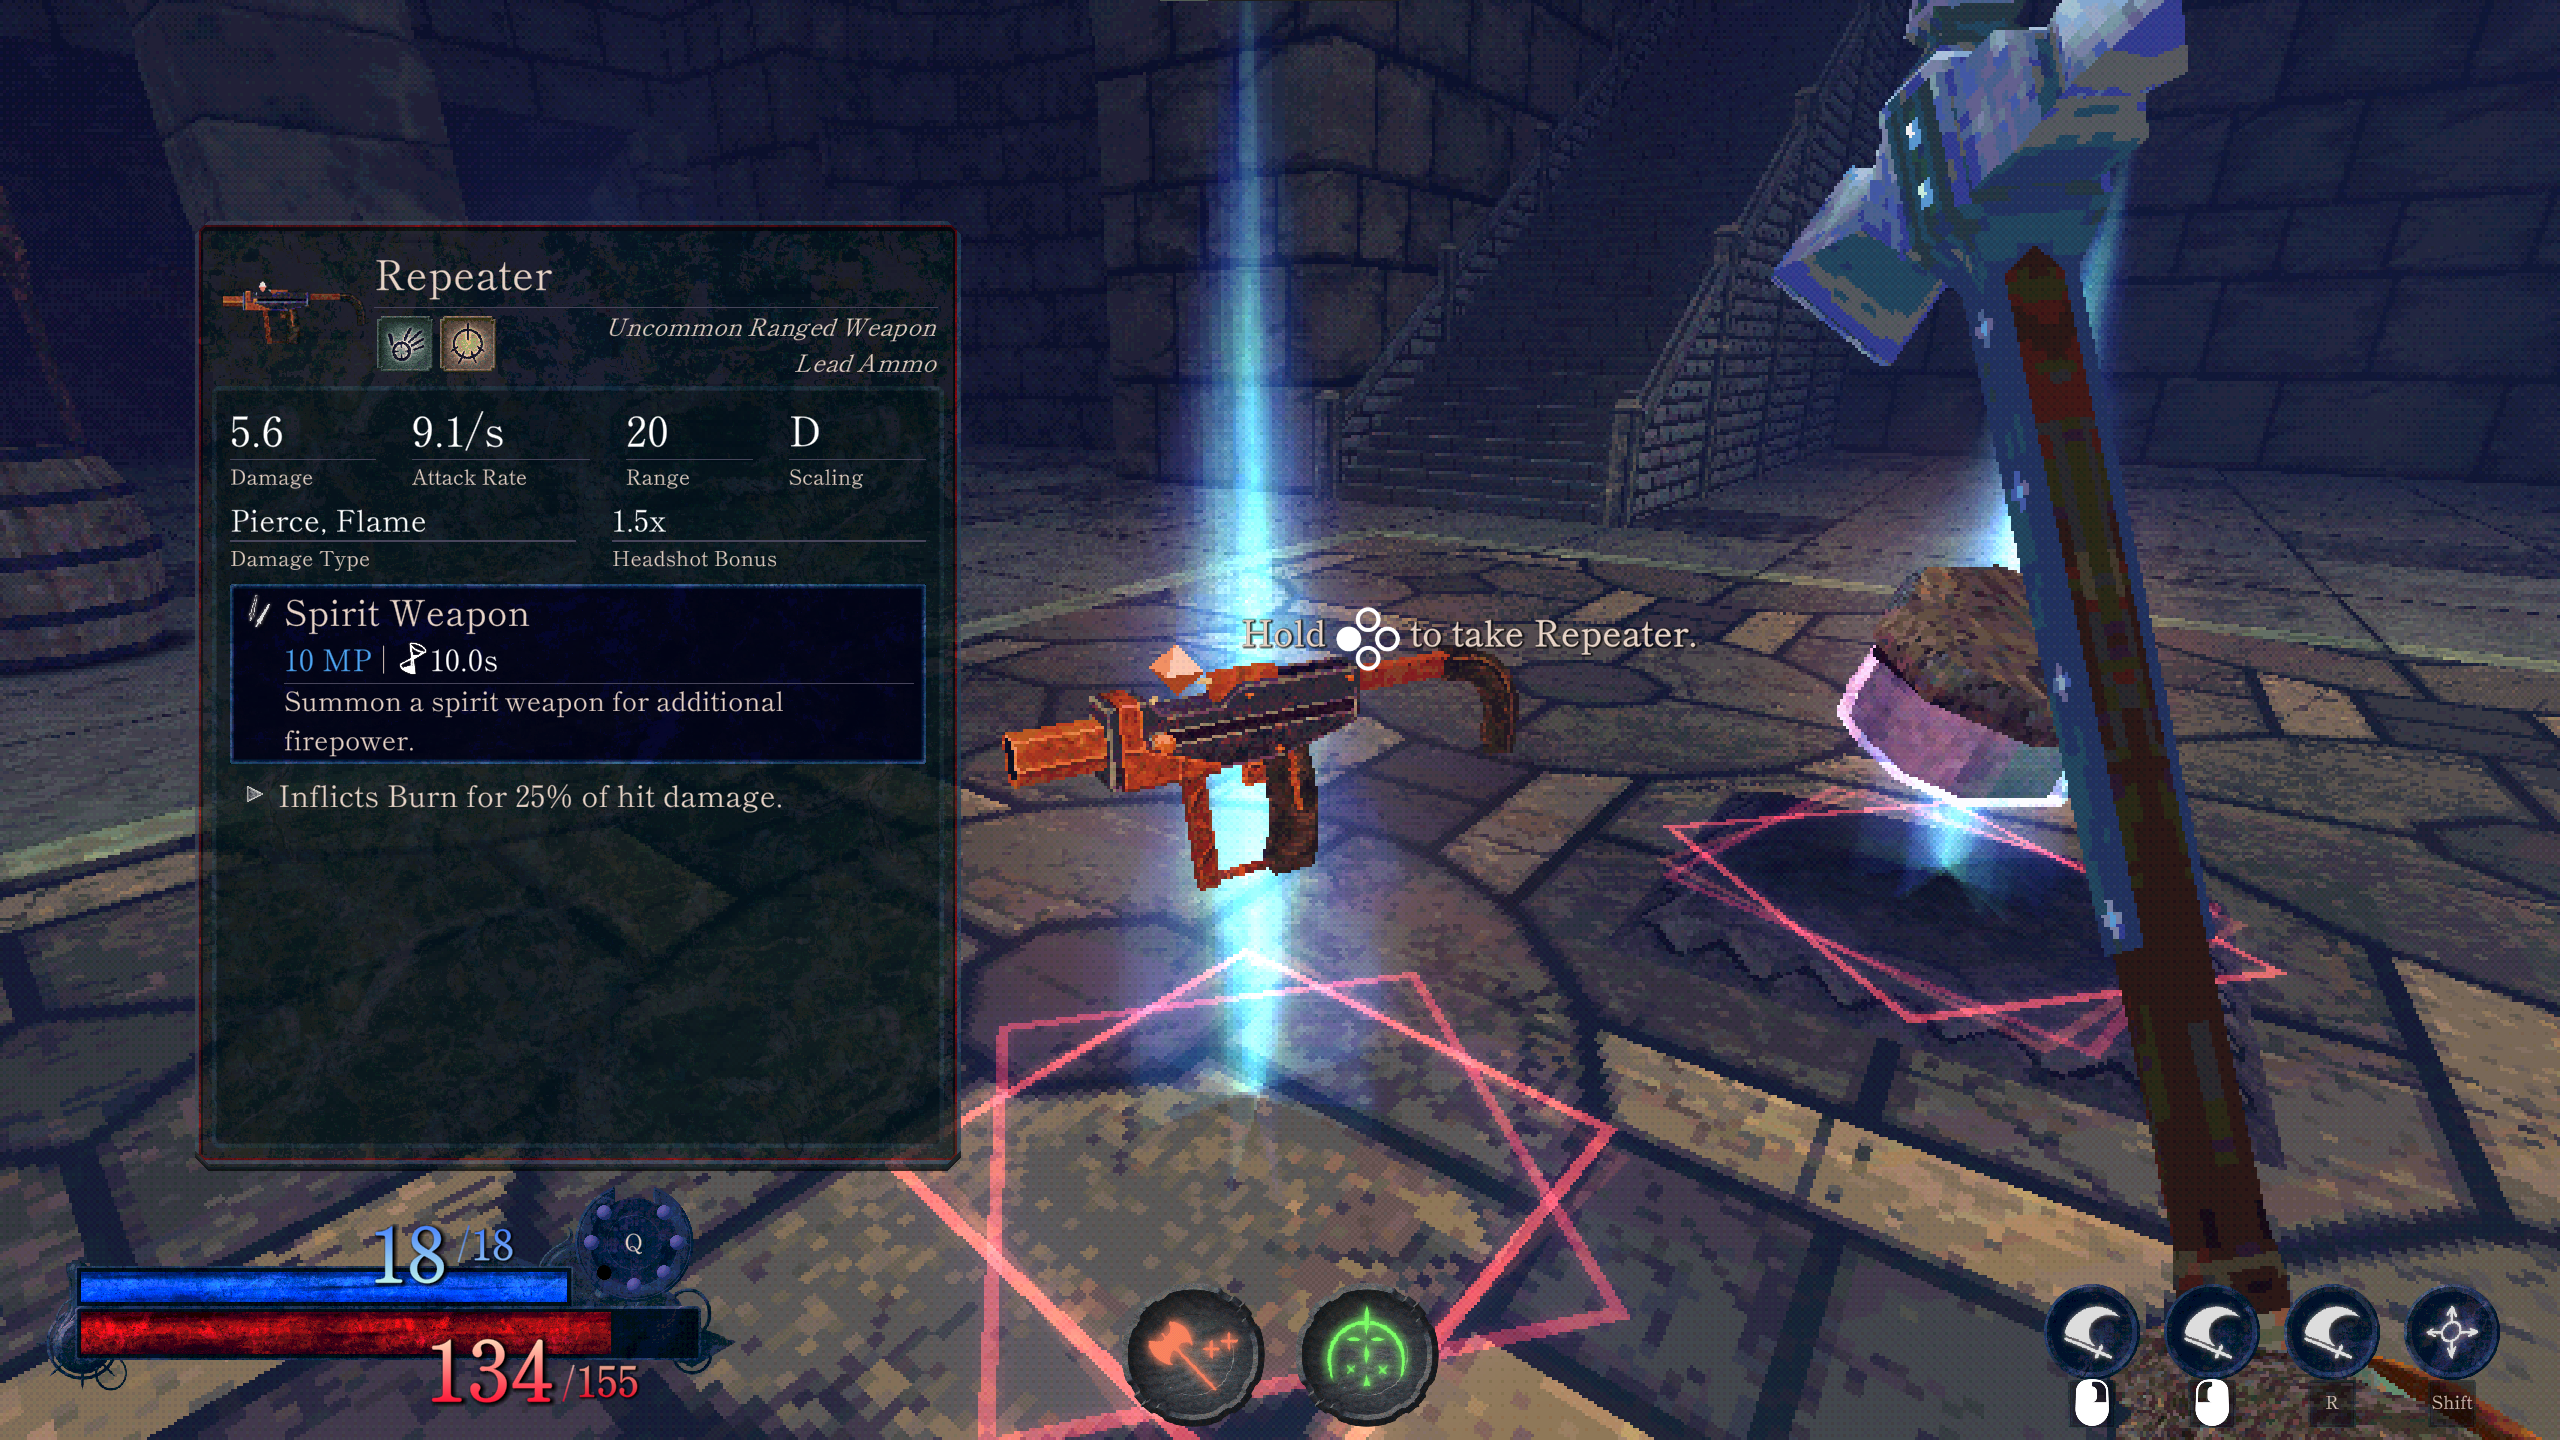 Repeater
Uncommon Ranged Weapon
Lead Ammo
5.6
9.1/s
20
D
Damage
Attack Rate
Range
Scaling
Pierce, Flame
1.5x
Damage Type
Headshot Bonus
Spirit Weapon
10 MP | 10.0s
Summon a spirit weapon for additional
firepower.
Inflicts Burn for 25% of hit damage.
Hold to take Repeater.
18/18
Q
134/155
R
Shift